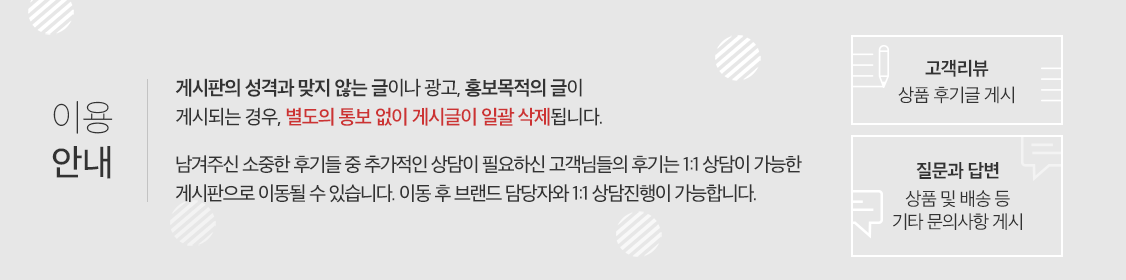 이용
안내
게시판의 성격과 맞지 않는 글이나 광고, 홍보목적의 글이
게시되는 경우, 별도의 통보 없이 게시글이 일괄 삭제됩니다.
남겨주신 소중한 후기들 중 추가적인 상담이 필요하신 고객님들의 후기는 1:1 상담이 가능한
게시판으로 이동될 수 있습니다. 이동 후 브랜드 담당자와 1:1 상담진행이 가능합니다.
고객리뷰
상품 후기글 게시
질문과 답변
상품 및 배송 등
기타 문의사항 게시